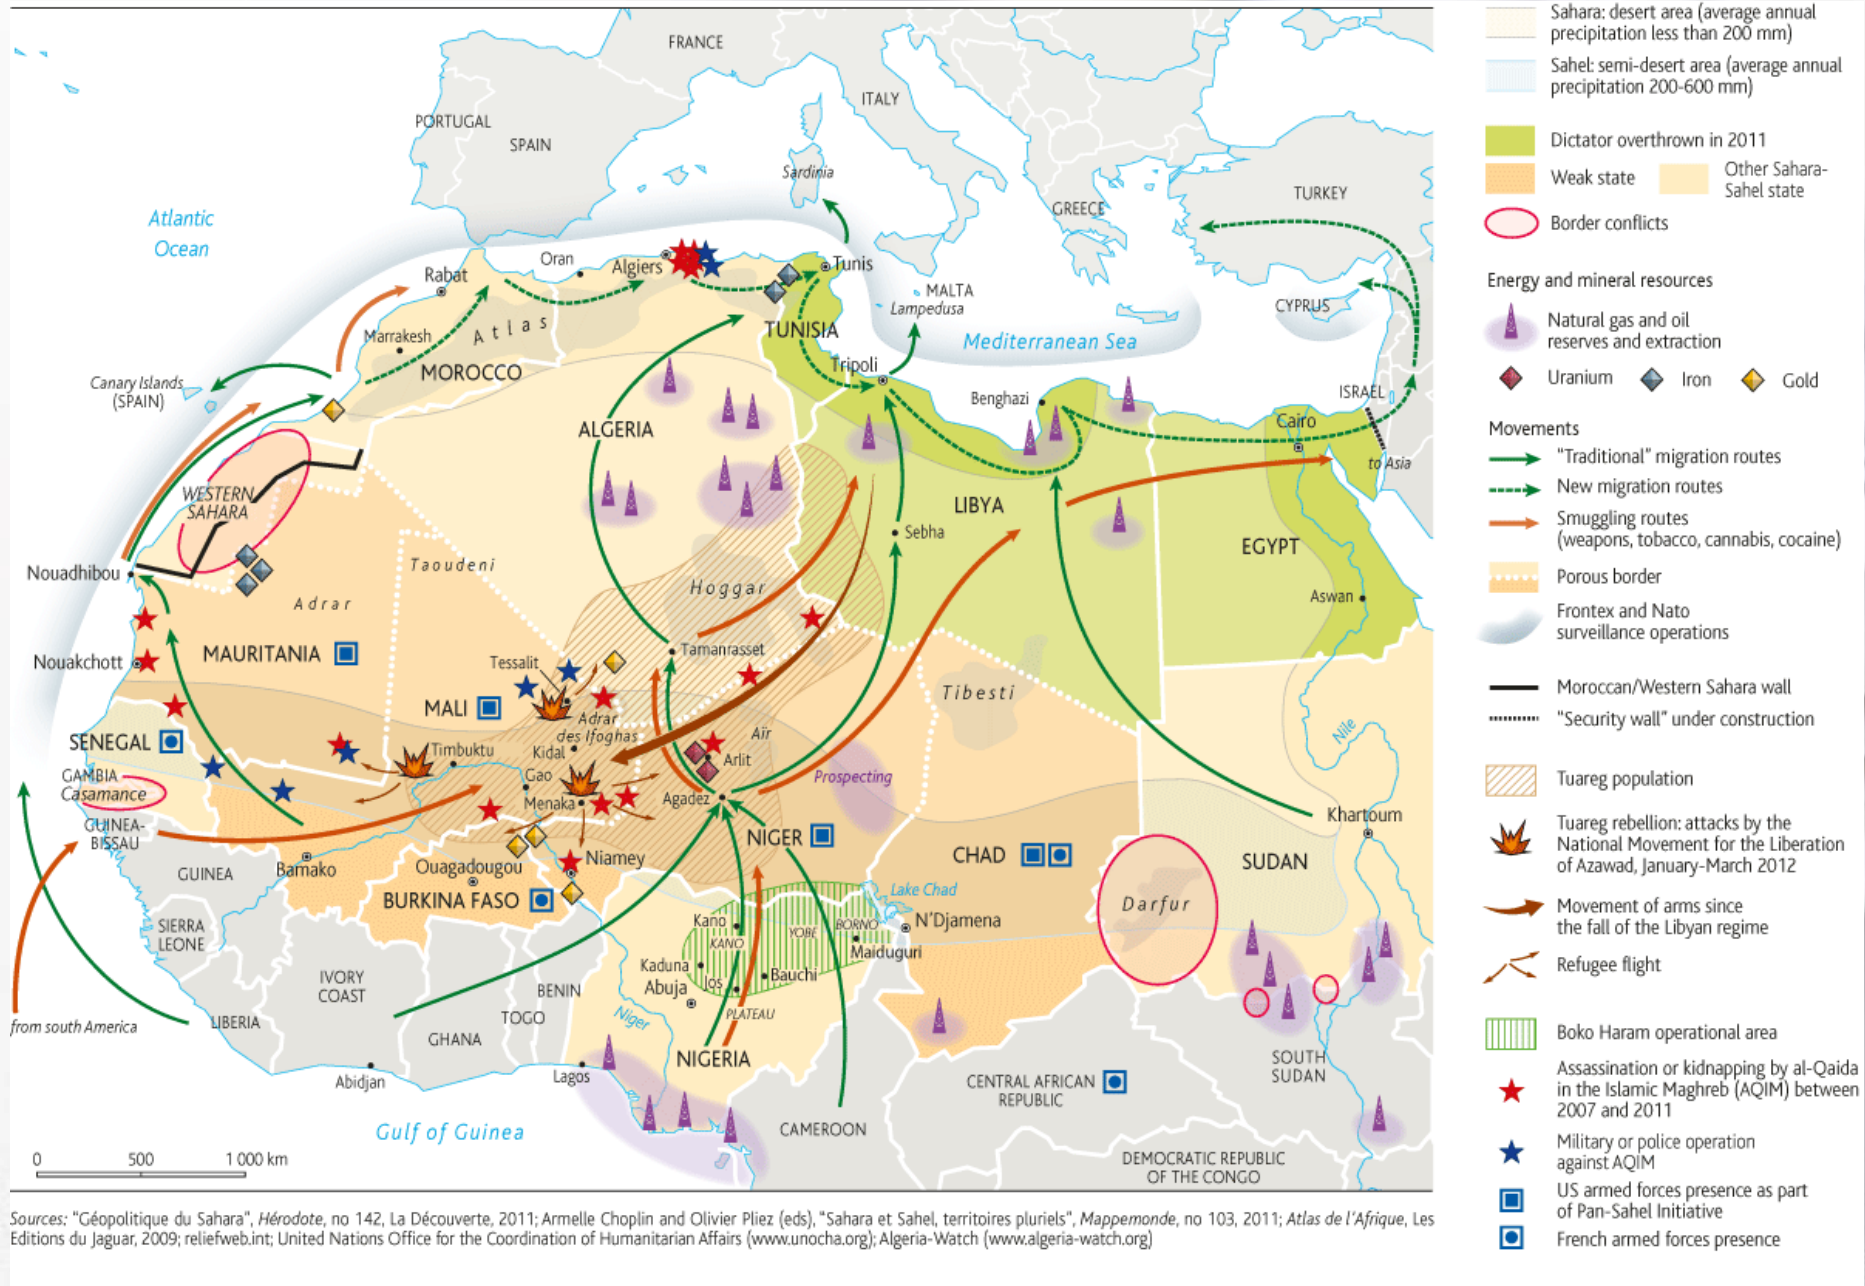 FRANCE
ITALY
PORTUGAL
SPAIN
Sardinia
TURKEY
GREECE
Atlantic
Ocean
Oran
Algiers
Tunis
Rabat
MALTA
Lampedusa
CYPRUS
Atlas
TUNISIA
Mediterranean Sea
Marrakesh
Tripoli
MOROCCO
Canary Islands
(SPAIN)
Benghazi
ISRAEL
Cairo
ALGERIA
to Asia
WESTERN
SAHARA
LIBYA
Sebha
EGYPT
Nouadhibou
Taoudeni
Hoggar
Adrar
Aswan
MAURITANIA
Nouakchott
Tessalit
Tamanrasset
Tibesti
MALI
Adrar
des Ifoghas
Aïr
Nile
SENEGAL
Timbuktu
Kidal
Arlit
GAMBIA
Casamance
Gao
Prospecting
Menaka
Agadez
Khartoum
GUINEA-
BISSAU
NIGER
CHAD
SUDAN
GUINEA
Bamako
Ouagadougou
Niamey
BURKINA FASO
Lake Chad
Darfur
SIERRA
LEONE
Kano
KANO
YOBE
BORNO
N'Djamena
Maiduguri
IVORY
COAST
Kaduna
Jos
Bauchi
Abuja
BENIN
TOGO
Niger
PLATEAU
from south America
LIBERIA
GHANA
NIGERIA
SOUTH
SUDAN
Abidjan
Lagos
CENTRAL AFRICAN
REPUBLIC
Gulf of Guinea
CAMEROON
DEMOCRATIC REPUBLIC
OF THE CONGO
0 500 1 000 km
Sahara: desert area (average annual
precipitation less than 200 mm)
Sahel: semi-desert area (average annual
precipitation 200-600 mm)
Dictator overthrown in 2011
Weak state
Other Sahara-
Sahel state
Border conflicts
Energy and mineral resources
Natural gas and oil
reserves and extraction
Uranium Iron Gold
Movements
"Traditional" migration routes
New migration routes
Smuggling routes
(weapons, tobacco, cannabis, cocaine)
Porous border
Frontex and Nato
surveillance operations
Moroccan/Western Sahara wall
"Security wall" under construction
Tuareg population
Tuareg rebellion: attacks by the
National Movement for the Liberation
of Azawad, January-March 2012
Movement of arms since
the fall of the Libyan regime
Refugee flight
Boko Haram operational area
Assassination or kidnapping by al-Qaida
in the Islamic Maghreb (AQIM) between
2007 and 2011
Military or police operation
against AQIM
US armed forces presence as part
of Pan-Sahel Initiative
French armed forces presence
Sources: "Géopolitique du Sahara", Hérodote, no 142, La Découverte, 2011; Armelle Choplin and Olivier Pliez (eds), "Sahara et Sahel, territoires pluriels", Mappemonde, no 103, 2011; Atlas de l'Afrique, Les
Editions du Jaguar, 2009; reliefweb.int; United Nations Office for the Coordination of Humanitarian Affairs (www.unocha.org); Algeria-Watch (www.algeria-watch.org)